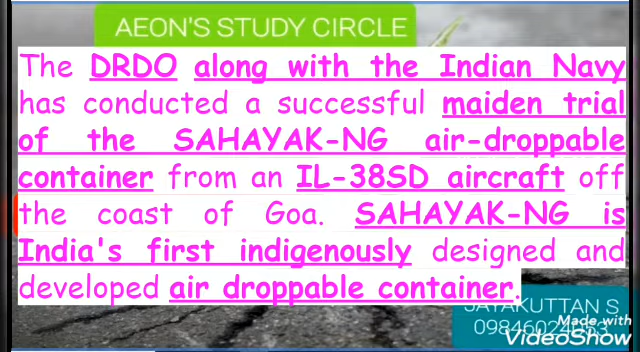 AEON'S STUDY CIRCLE
The DRDO along with the Indian Navy
has conducted a successful maiden trial
of the SAHAYAK-NG air-droppable
container from an IL-38SD aircraft off
the coast of Goa. SAHAYAK-NG is
India's first indigenously designed and
developed air droppable container.
JAYAKUTTAN S
Made with
VideoShow